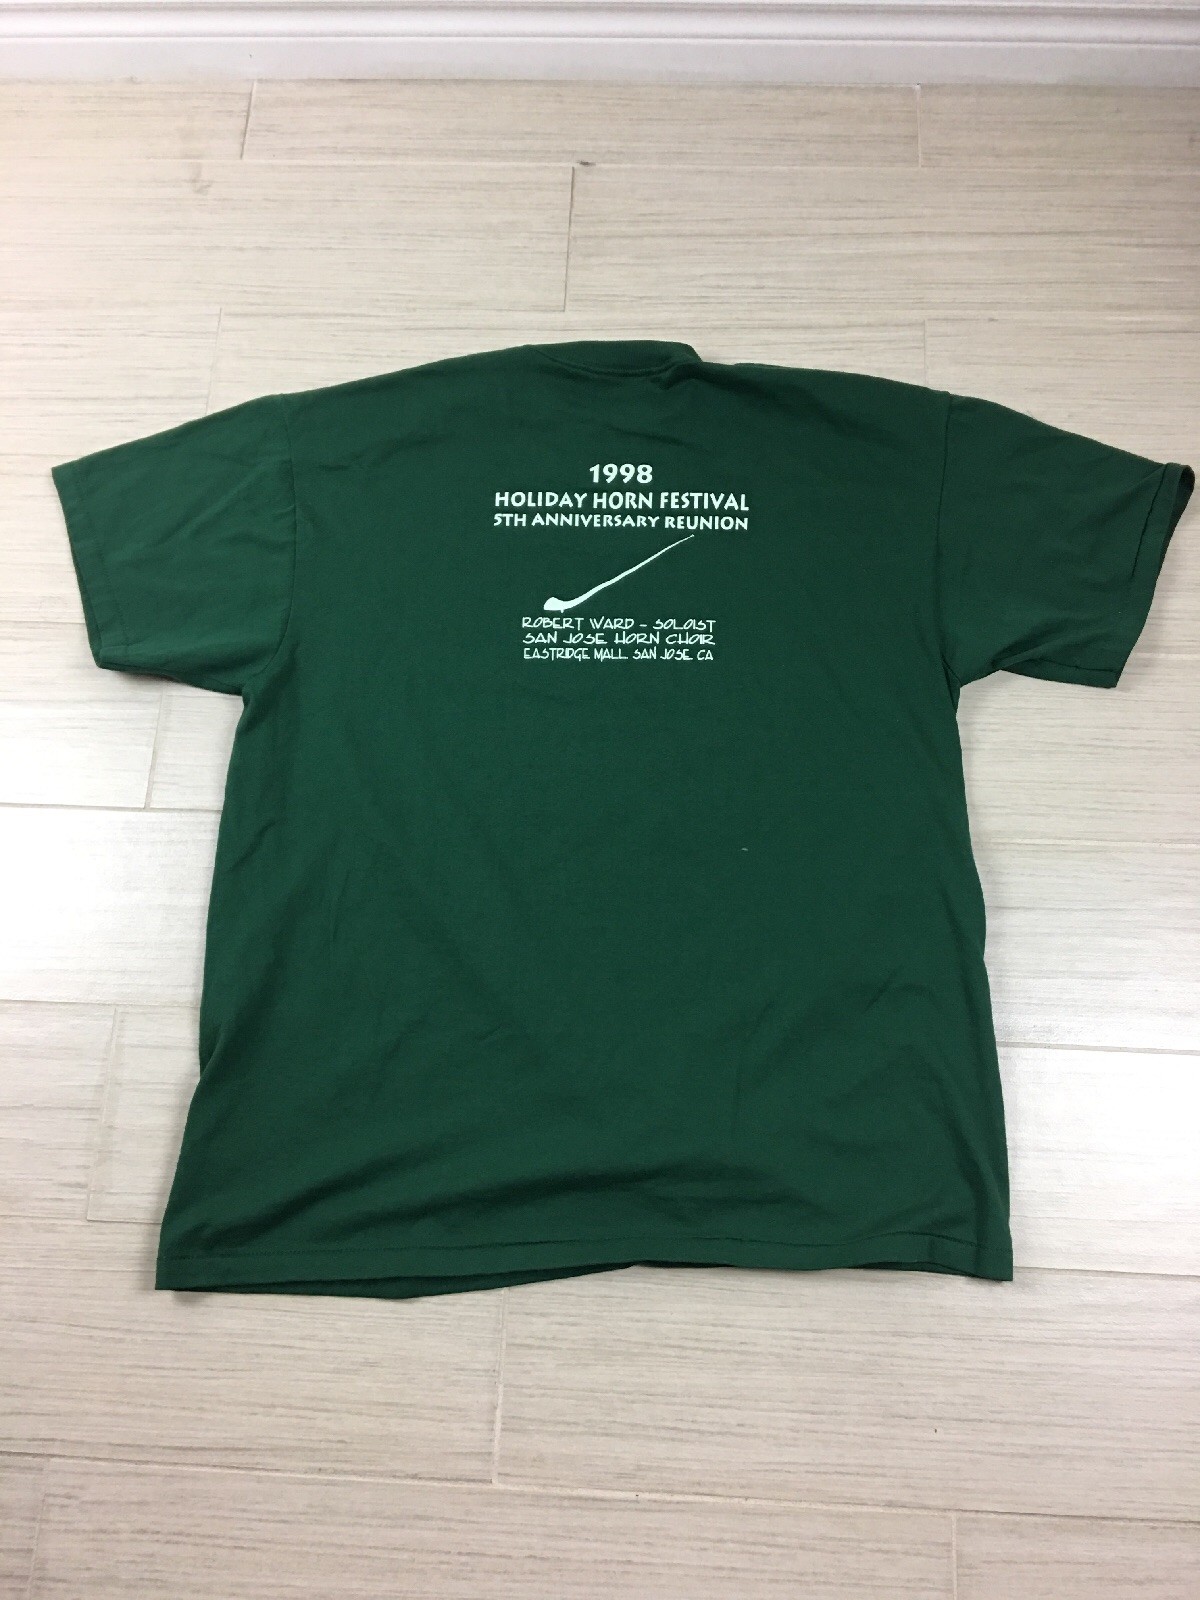 1998
HOLIDAY HORN FESTIVAL
5TH ANNIVERSARY REUNION
ROBERT WARD - SOLOIST
SAN JOSE HORN CHOIR
EASTRIDGE MALL SAN JOSE CA